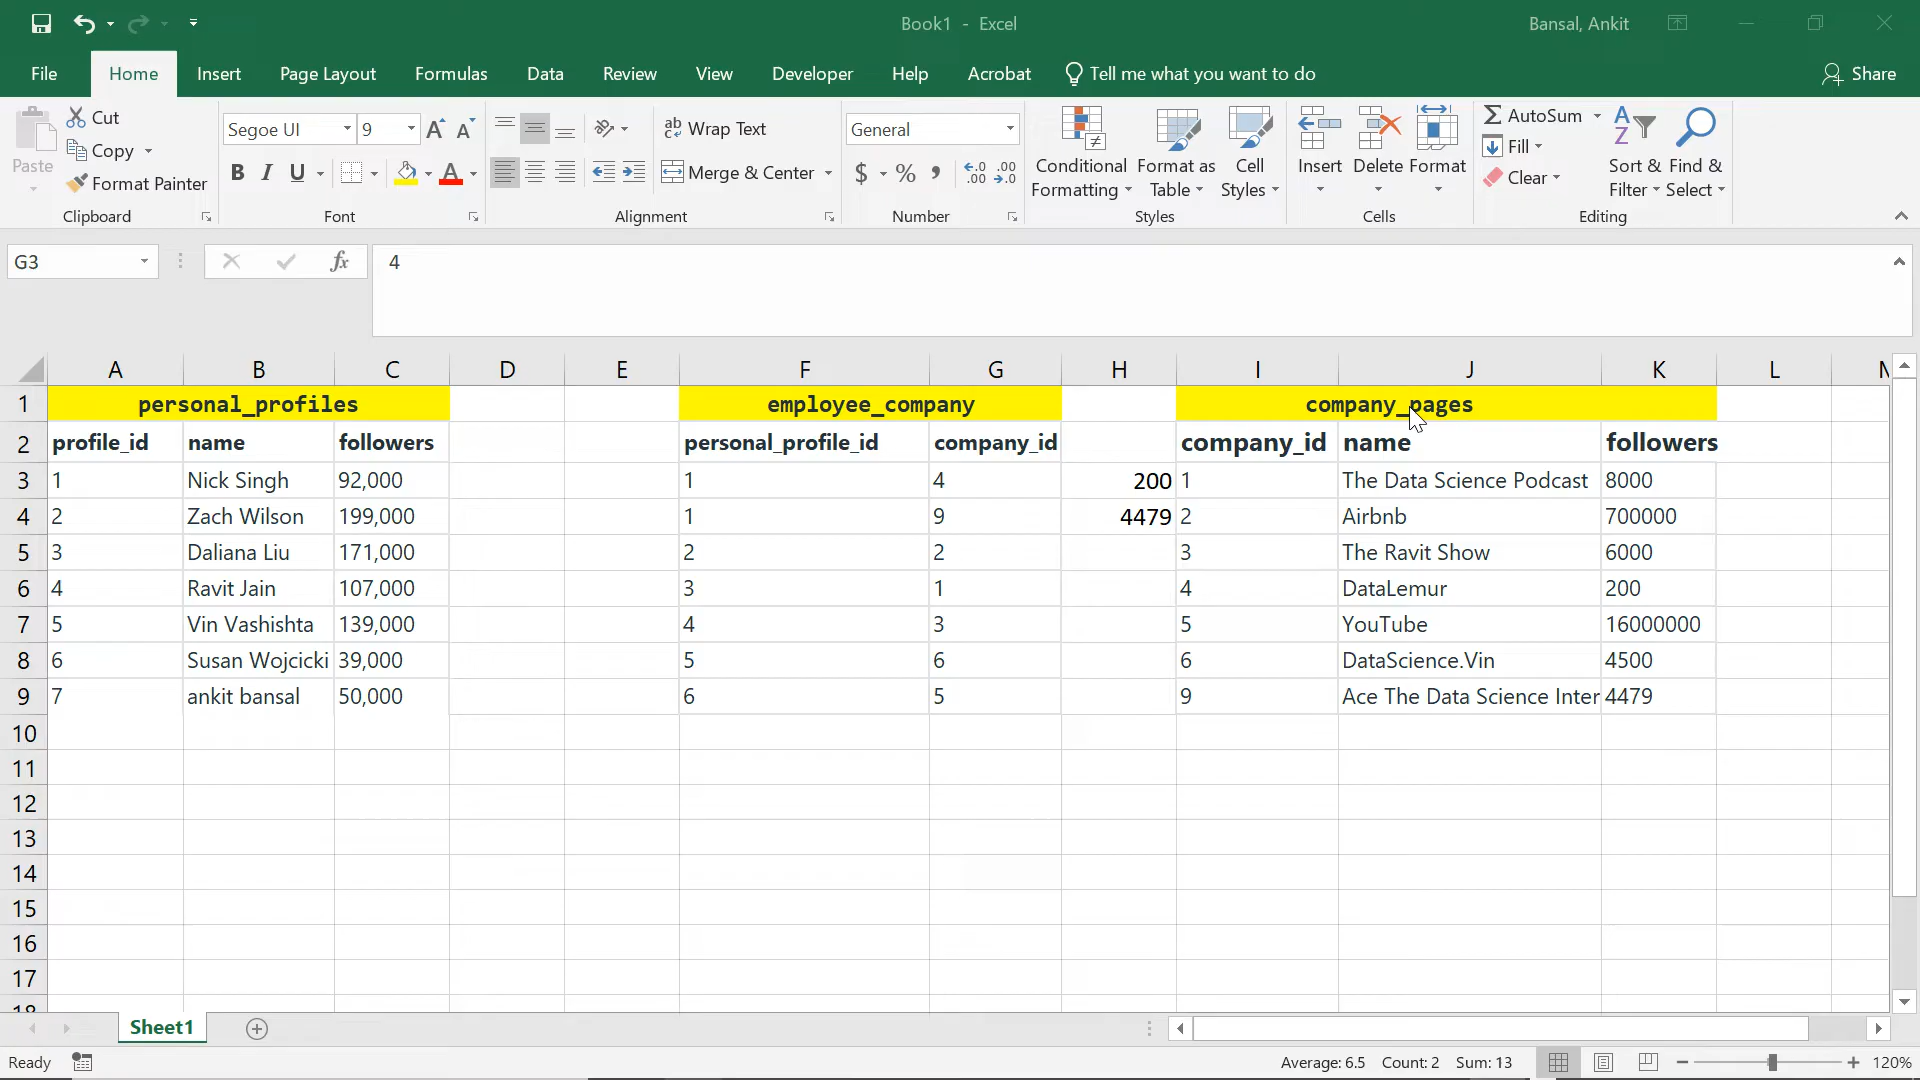 Book1 - Excel
Bansal, Ankit
File Home Insert Page Layout Formulas Data Review View Developer Help Acrobat Tell me what you want to do Share
Paste
Cut
Copy
Format Painter
Clipboard
Segoe UI 9
A A
B I U A
Font
ab Wrap Text
Merge & Center
Alignment
General
$ % , .00 .00
Number
Conditional Formatting
Format as Table
Cell Styles
Styles
Insert Delete Format
Cells
AutoSum
Fill
Clear
Sort & Filter
Find & Select
Editing
G3 fx 4
A B C D E F G H I J K L M
1 personal_profiles employee_company company_pages
2 profile_id name followers personal_profile_id company_id company_id name followers
3 1 Nick Singh 92,000 1 4 200 1 The Data Science Podcast 8000
4 2 Zach Wilson 199,000 1 9 4479 2 Airbnb 700000
5 3 Daliana Liu 171,000 2 2 3 The Ravit Show 6000
6 4 Ravit Jain 107,000 3 1 4 DataLemur 200
7 5 Vin Vashishta 139,000 4 3 5 YouTube 16000000
8 6 Susan Wojcicki 39,000 5 6 6 DataScience.Vin 4500
9 7 ankit bansal 50,000 6 5 9 Ace The Data Science Inter 4479
10
11
12
13
14
15
16
17
18
Sheet1
Ready Average: 6.5 Count: 2 Sum: 13 120%